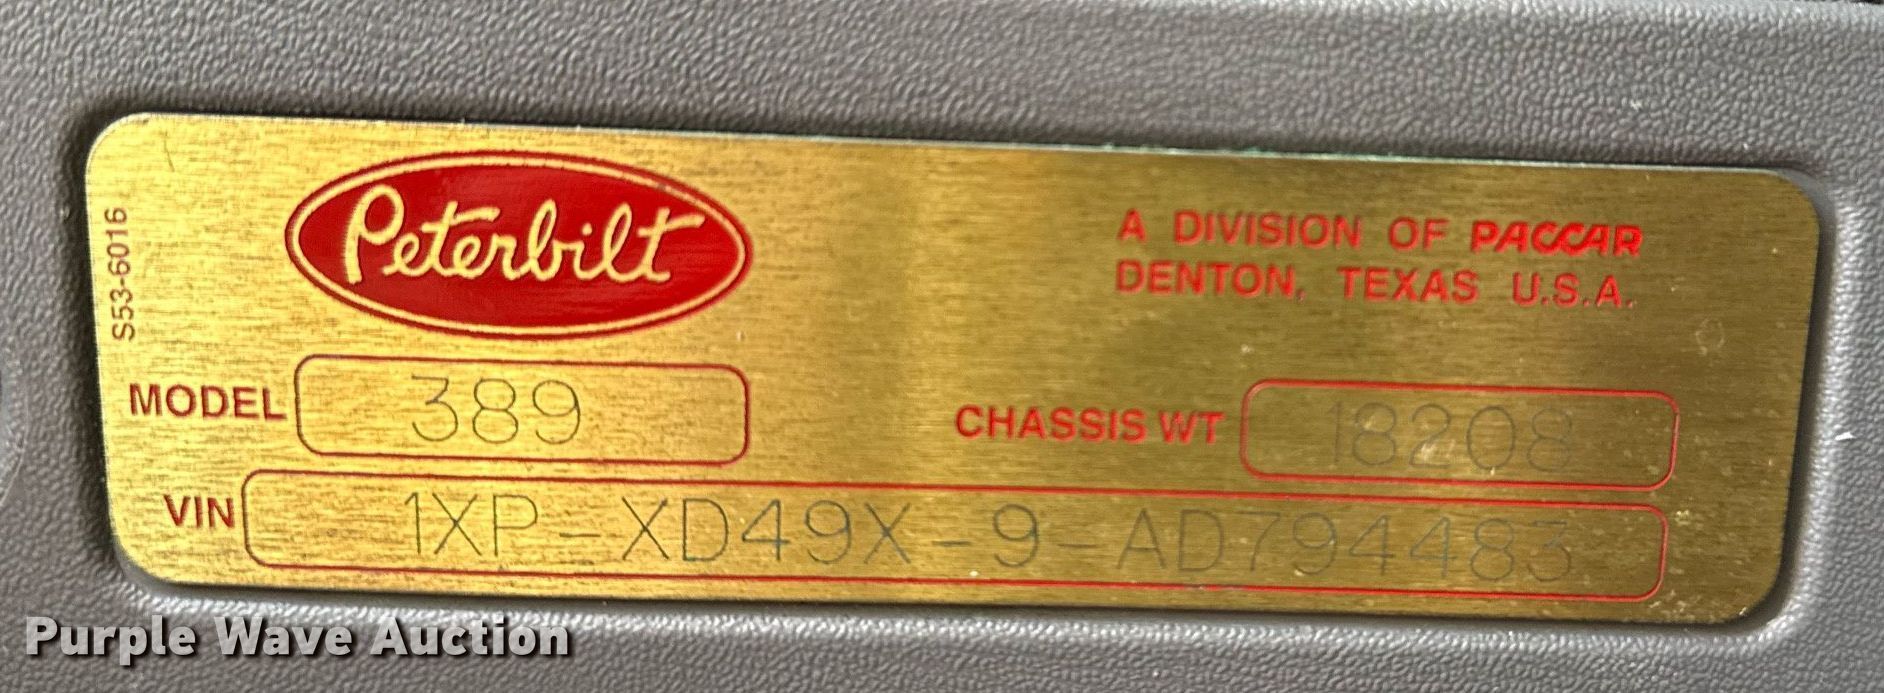 S53-6016
Peterbilt
A DIVISION OF PACCAR
DENTON, TEXAS U.S.A.
MODEL 389
CHASSIS WT 18208
VIN 1XP-XD49X-9-AD794483
Purple Wave Auction